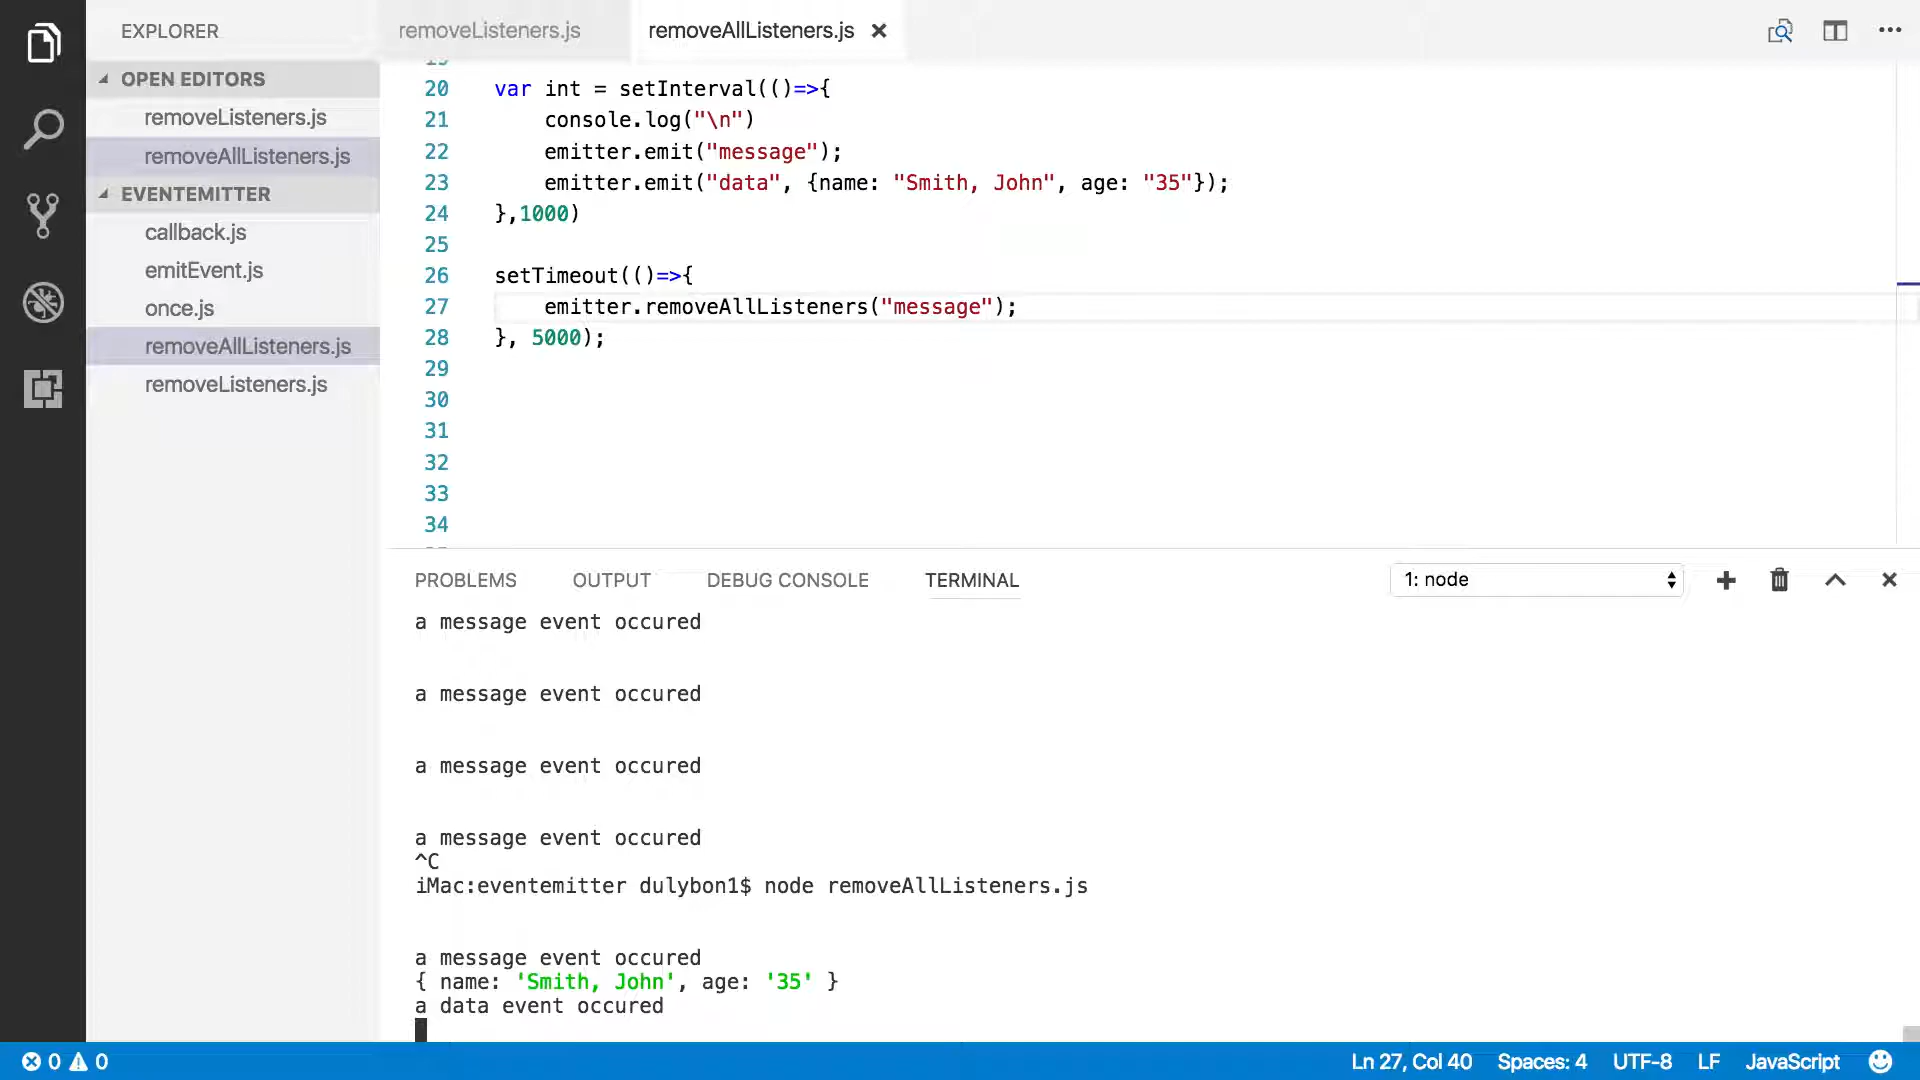 EXPLORER
OPEN EDITORS
removeListeners.js
removeAllListeners.js
EVENTEMITTER
callback.js
emitEvent.js
once.js
removeAllListeners.js
removeListeners.js
removeListeners.js removeAllListeners.js
19
20 var int = setInterval(()=>{
21 console.log("\n")
22 emitter.emit("message");
23 emitter.emit("data", {name: "Smith, John", age: "35"});
24 },1000)
25
26 setTimeout(()=>{
27 emitter.removeAllListeners("message");
28 }, 5000);
29
30
31
32
33
34
PROBLEMS OUTPUT DEBUG CONSOLE TERMINAL 1: node
a message event occured
a message event occured
a message event occured
a message event occured
^C
iMac:eventemitter dulybon1$ node removeAllListeners.js
a message event occured
{ name: 'Smith, John', age: '35' }
a data event occured
0 0 Ln 27, Col 40 Spaces: 4 UTF-8 LF JavaScript